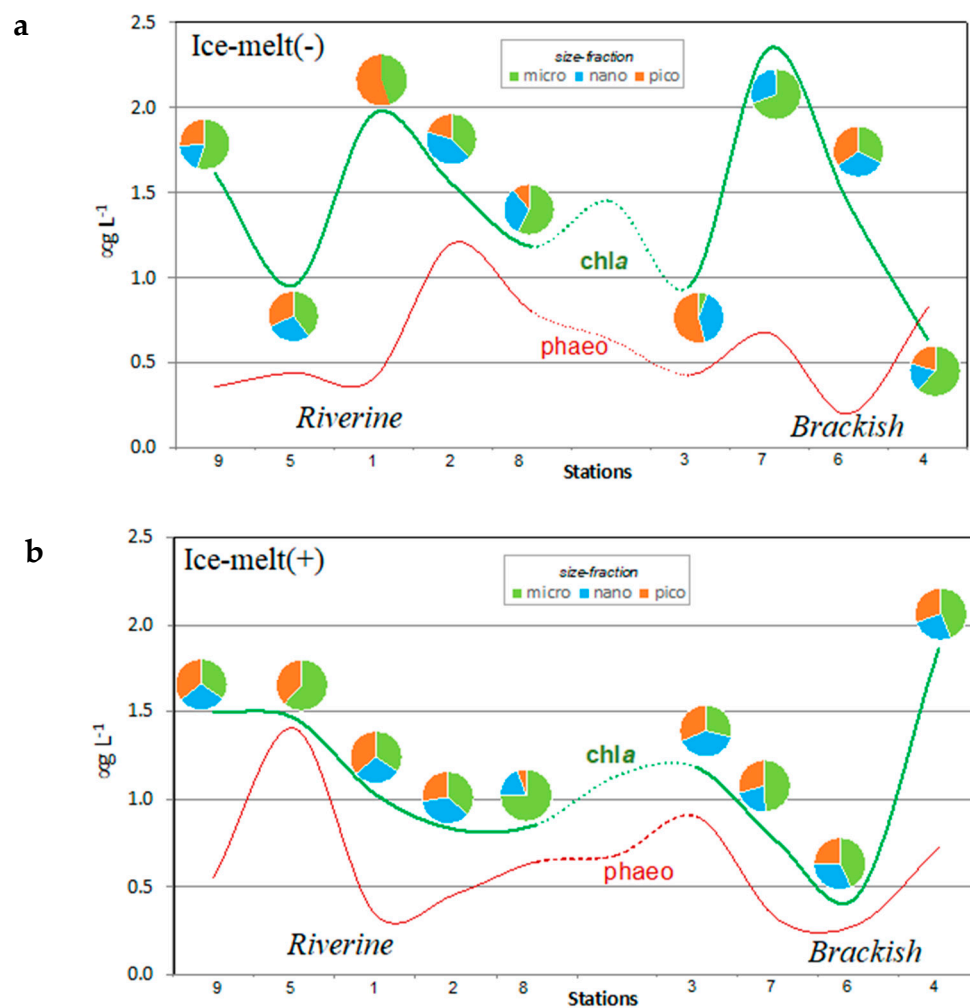 a
Ice-melt(-)
size-fraction
micro nano pico
2.5
2.0
1.5
1.0
0.5
0.0
∝g L-1
chla
phaeo
Riverine
Brackish
9 5 1 2 8 3 7 6 4
Stations
b
Ice-melt(+)
size-fraction
micro nano pico
2.5
2.0
1.5
1.0
0.5
0.0
∝g L-1
chla
phaeo
Riverine
Brackish
9 5 1 2 8 3 7 6 4
Stations